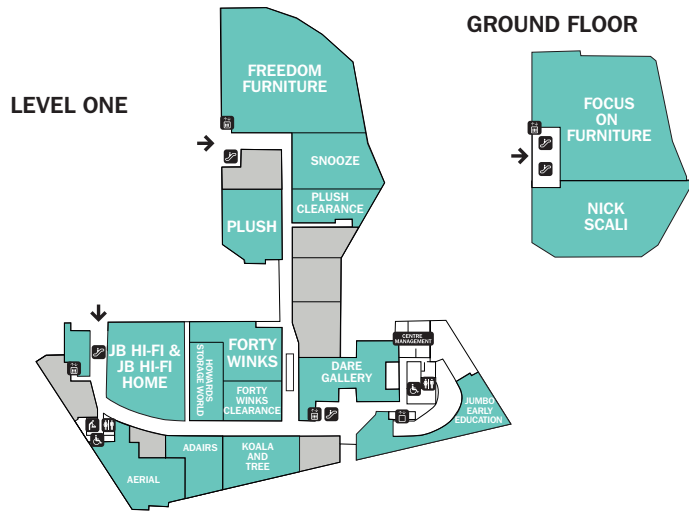 GROUND FLOOR
LEVEL ONE
FREEDOM
FURNITURE
FOCUS
ON
FURNITURE
SNOOZE
PLUSH
CLEARANCE
PLUSH
NICK
SCALI
JB HI-FI &
JB HI-FI
HOME
HOWARDS
STORAGE WORLD
FORTY
WINKS
FORTY
WINKS
CLEARANCE
DARE
GALLERY
CENTRE
MANAGEMENT
JUMBO
EARLY
EDUCATION
ADAIRS
KOALA
AND
TREE
AERIAL